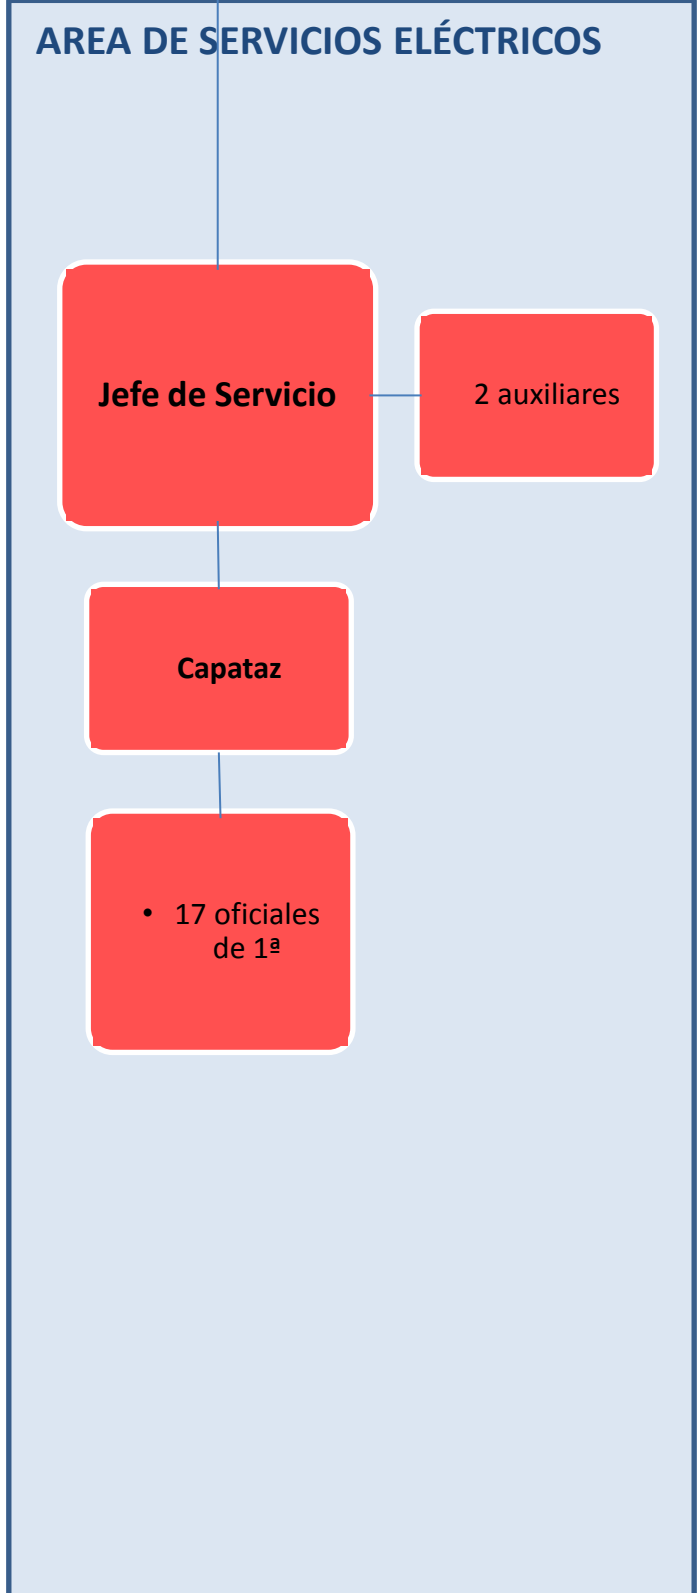 AREA DE SERVICIOS ELÉCTRICOS
Jefe de Servicio
2 auxiliares
Capataz
• 17 oficiales
de 1ª